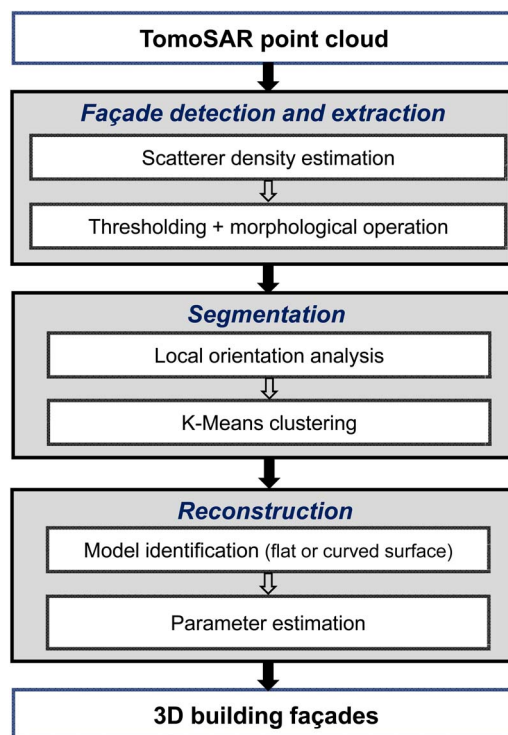 TomoSAR point cloud
Façade detection and extraction
Scatterer density estimation
Thresholding + morphological operation
Segmentation
Local orientation analysis
K-Means clustering
Reconstruction
Model identification (flat or curved surface)
Parameter estimation
3D building façades